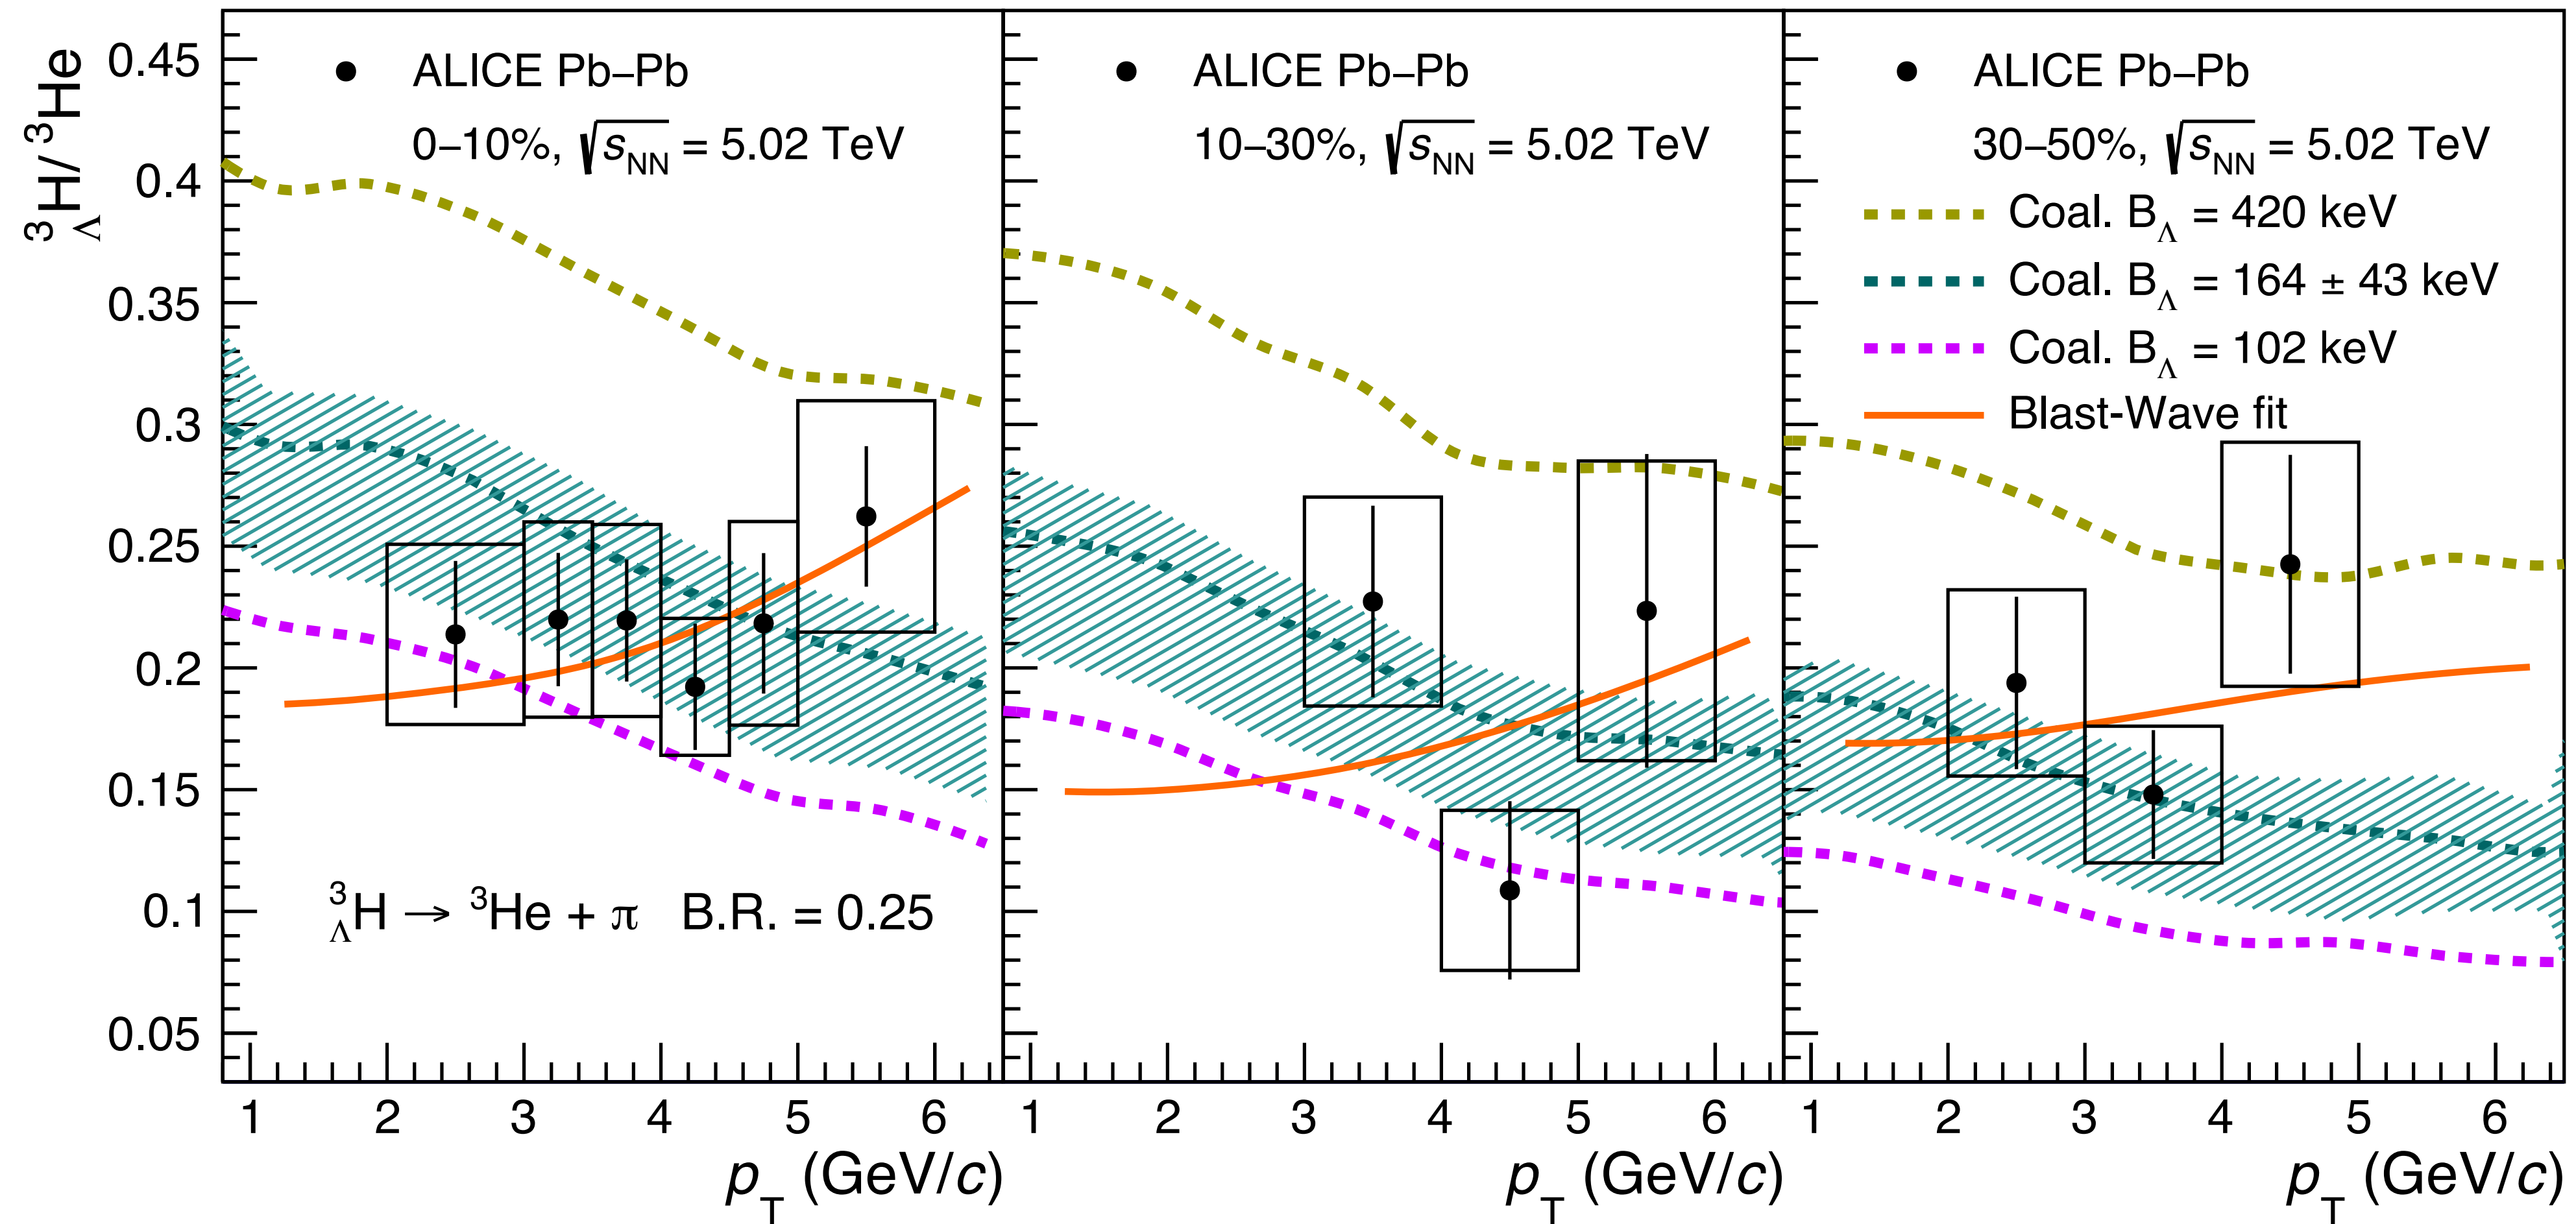 ³ΛH/ ³He
0.45
0.4
0.35
0.3
0.25
0.2
0.15
0.1
0.05
ALICE Pb–Pb
0–10%, √sNN = 5.02 TeV
³ΛH → ³He + π B.R. = 0.25
1 2 3 4 5 6
pT (GeV/c)
ALICE Pb–Pb
10–30%, √sNN = 5.02 TeV
1 2 3 4 5 6
pT (GeV/c)
ALICE Pb–Pb
30–50%, √sNN = 5.02 TeV
Coal. BΛ = 420 keV
Coal. BΛ = 164 ± 43 keV
Coal. BΛ = 102 keV
Blast-Wave fit
1 2 3 4 5 6
pT (GeV/c)